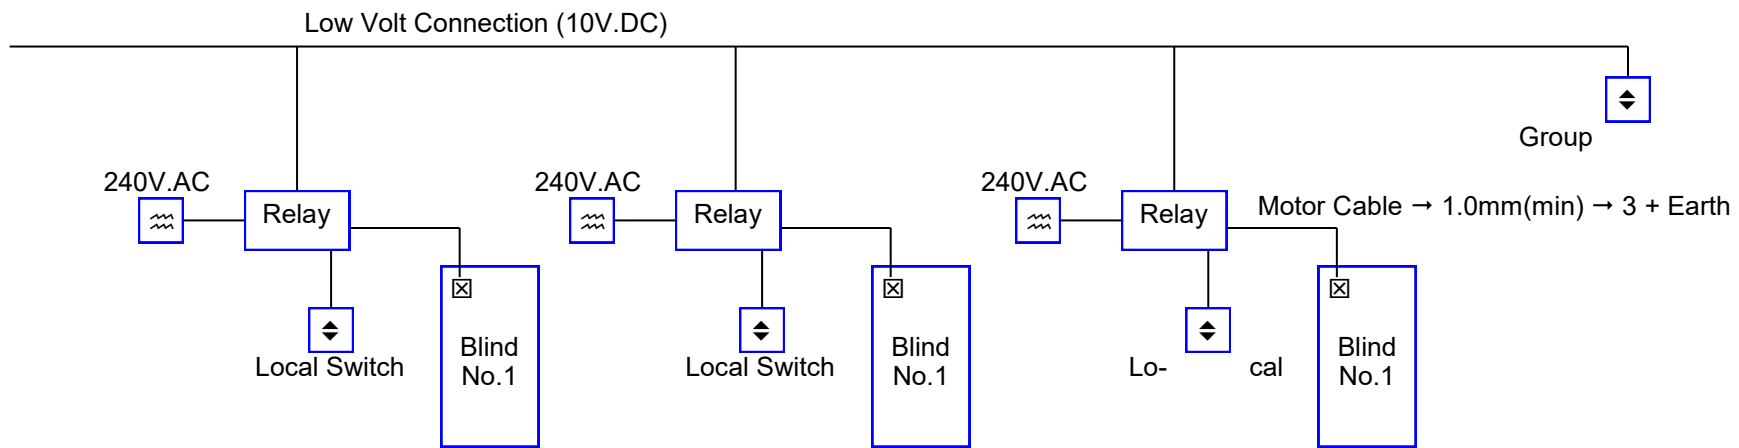 Low Volt Connection (10V.DC)
Group
240V.AC
240V.AC
240V.AC
Relay
Relay
Relay
Motor Cable → 1.0mm(min) → 3 + Earth
Blind
No.1
Blind
No.1
Blind
No.1
Local Switch
Local Switch
Lo- cal